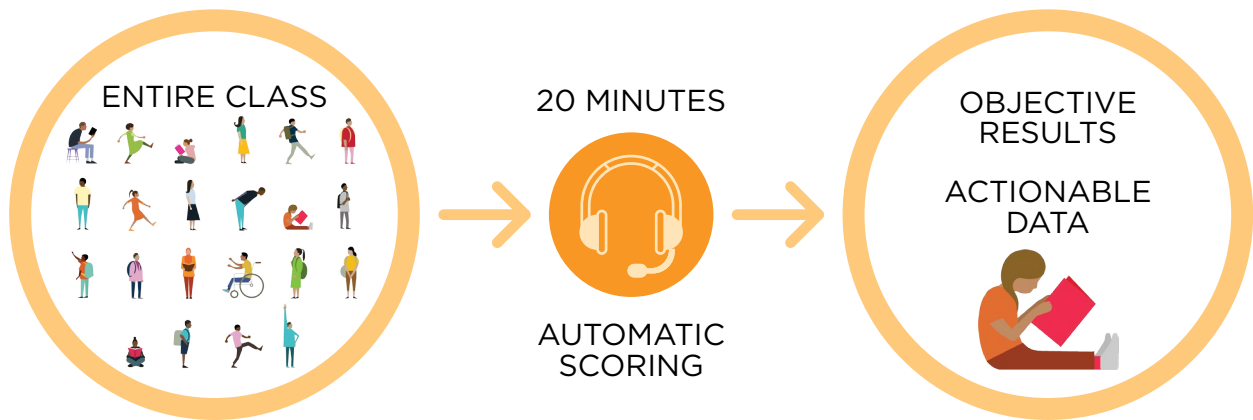 ENTIRE CLASS
20 MINUTES
AUTOMATIC
SCORING
OBJECTIVE
RESULTS
ACTIONABLE
DATA